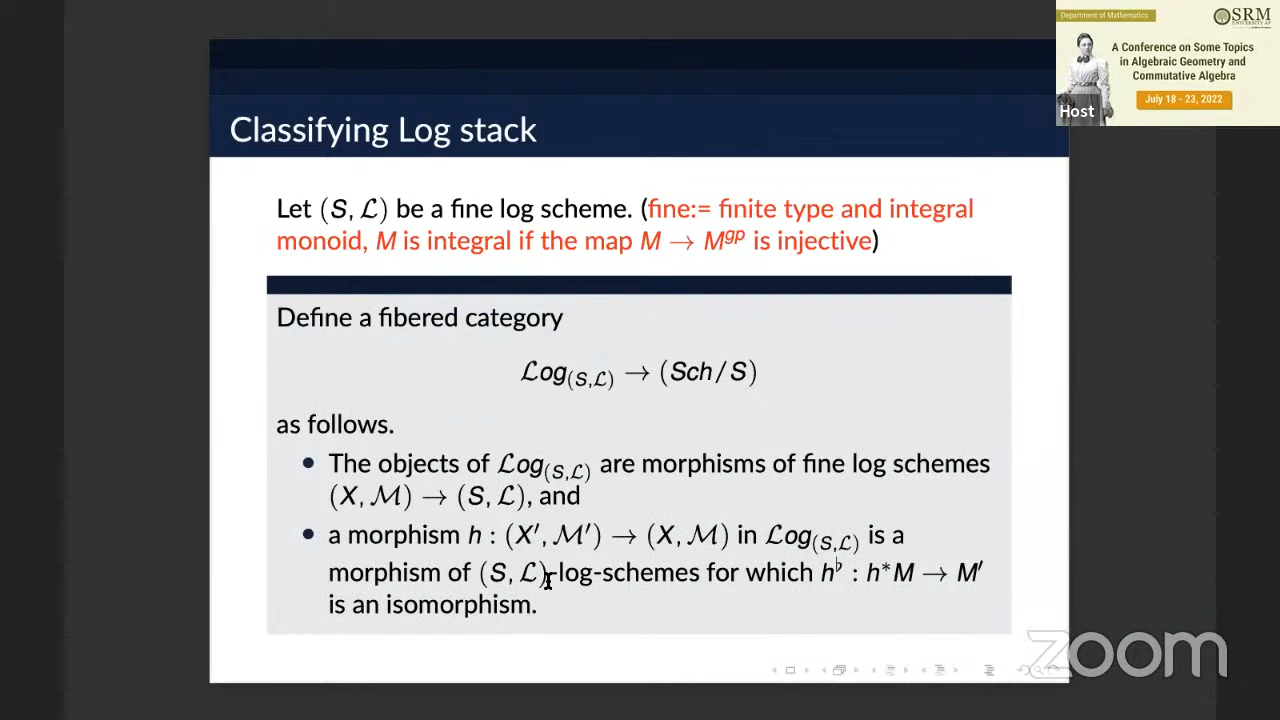 Department of Mathematics
SRM
UNIVERSITY AP
A Conference on Some Topics
in Algebraic Geometry and
Commutative Algebra
July 18 - 23, 2022
Host
Classifying Log stack
Let (S, ℒ) be a fine log scheme. (fine:= finite type and integral
monoid, M is integral if the map M → M^{gp} is injective)
Define a fibered category
ℒog_{(S,ℒ)} → (Sch/S)
as follows.
• The objects of ℒog_{(S,ℒ)} are morphisms of fine log schemes
(X, ℳ) → (S, ℒ), and
• a morphism h : (X′, ℳ′) → (X, ℳ) in ℒog_{(S,ℒ)} is a
morphism of (S, ℒ)-log-schemes for which h^♭ : h*M → M′
is an isomorphism.
zoom